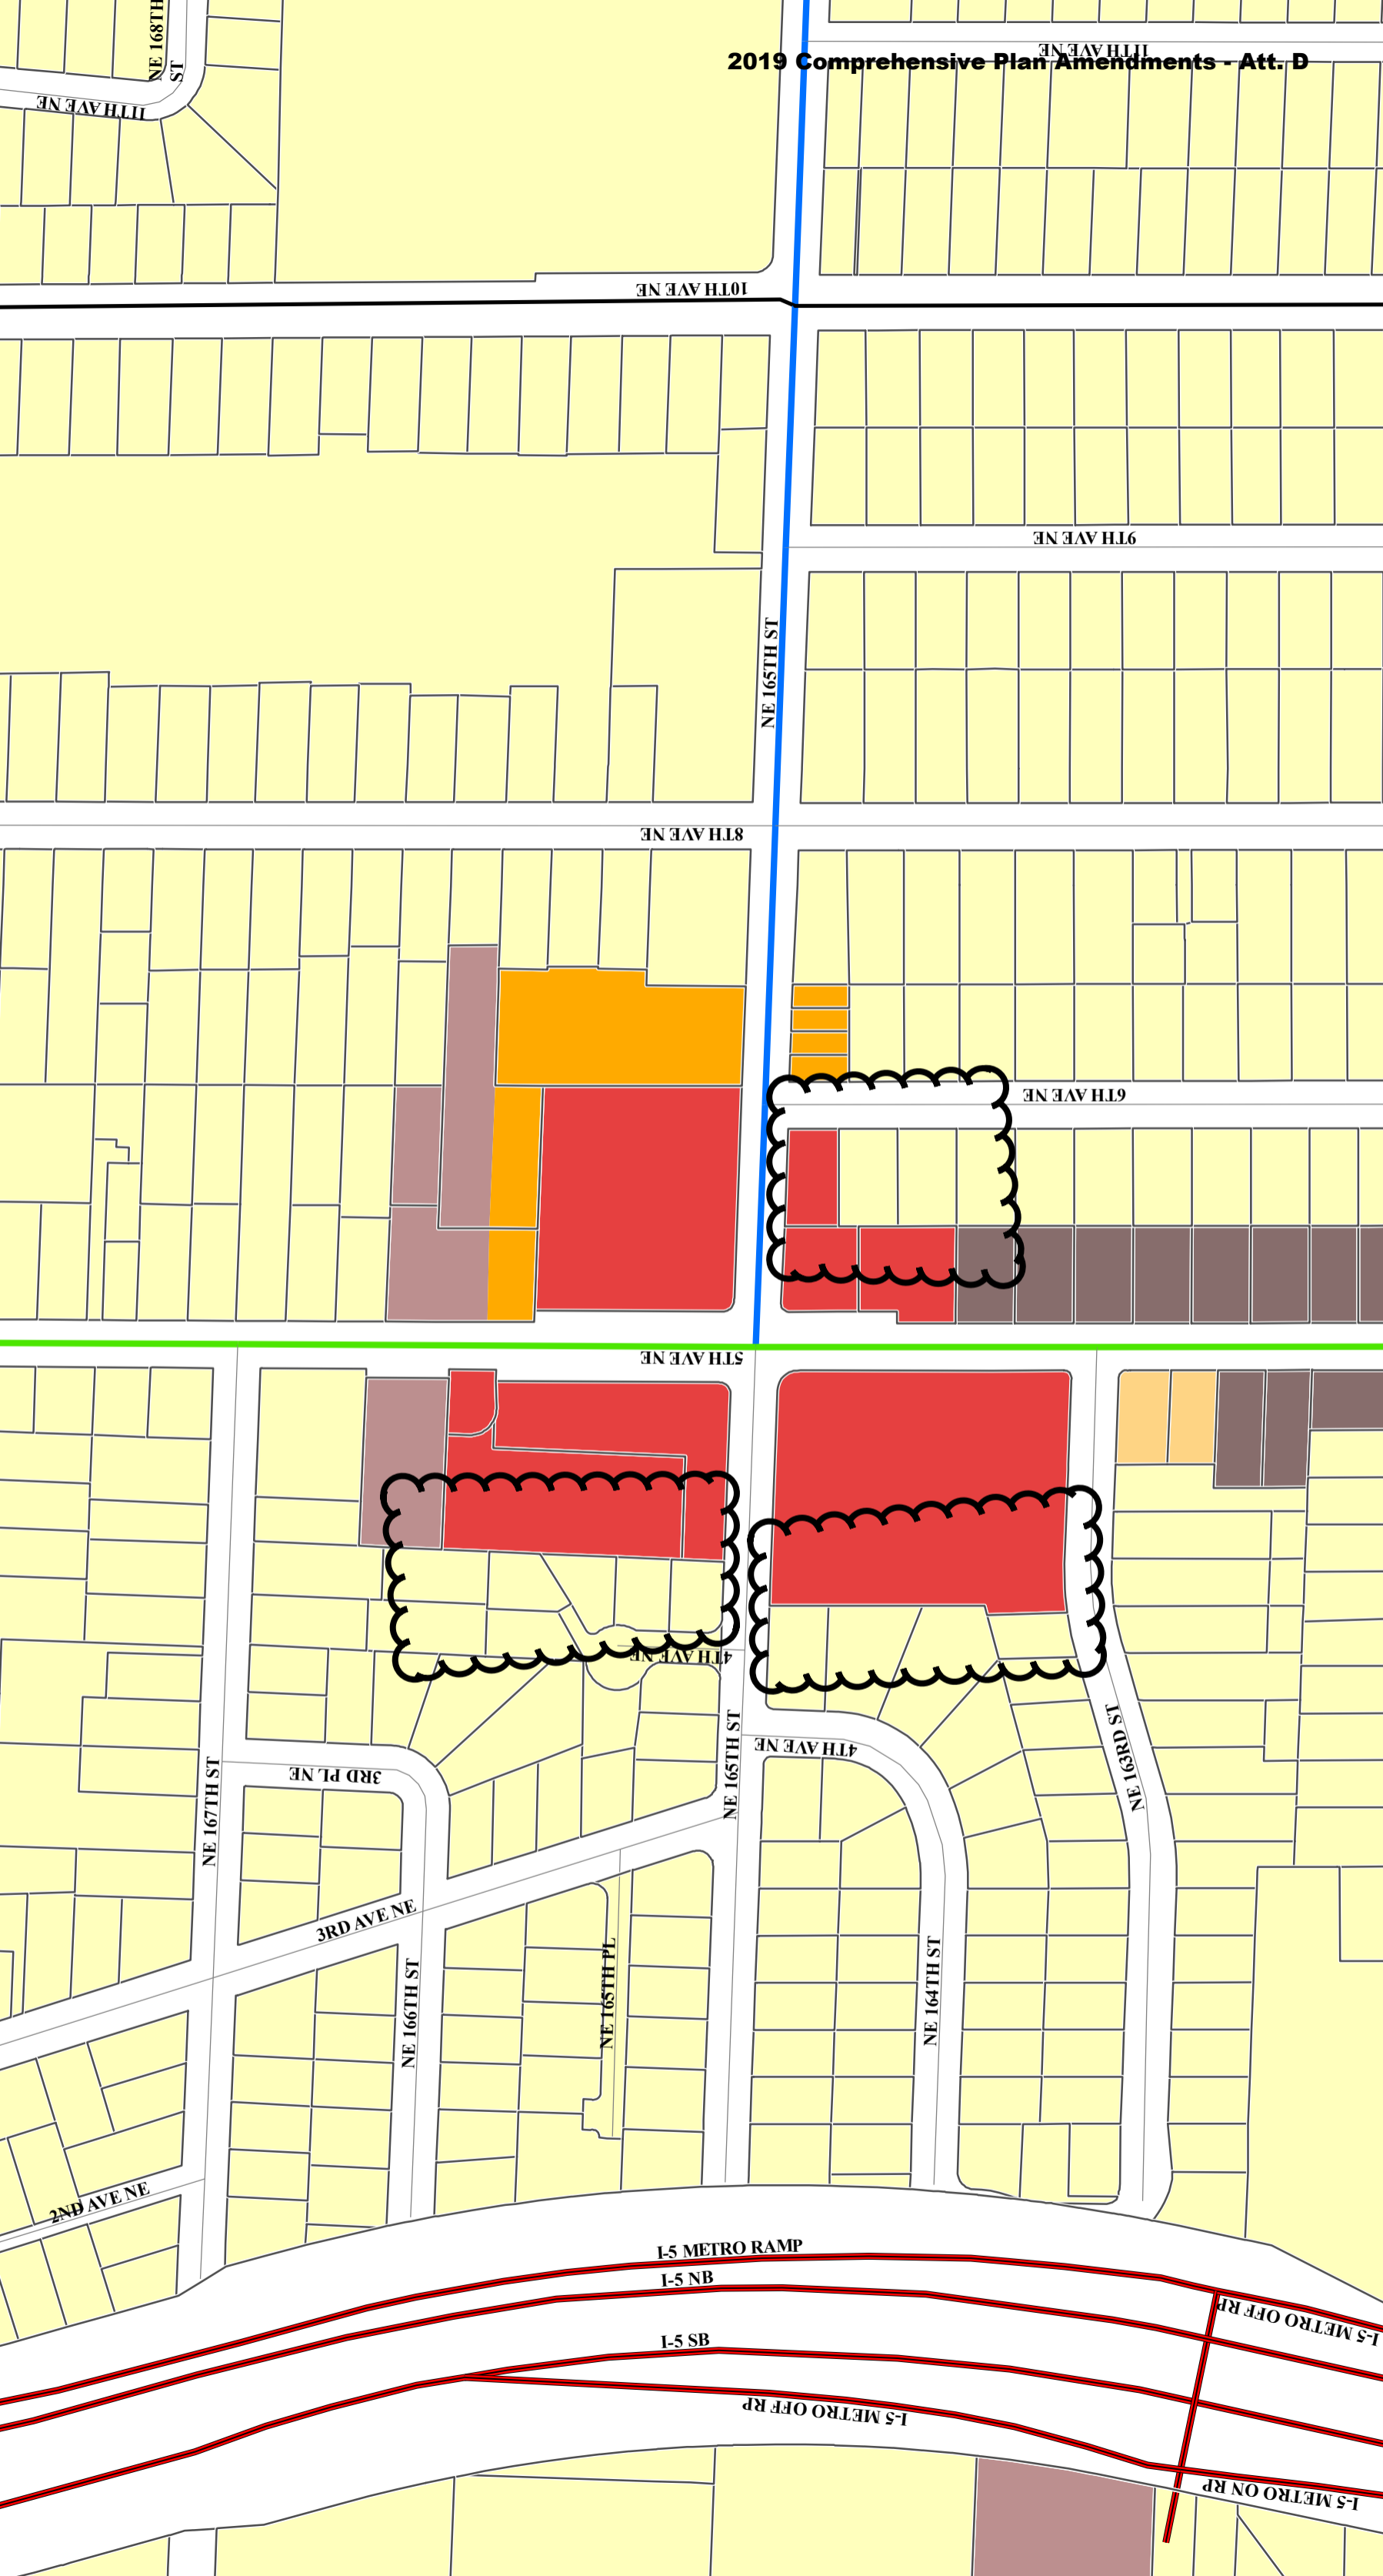 NE 168TH
ST
11TH AVE NE
11TH AVE NE
2019 Comprehensive Plan Amendments - Att. D
10TH AVE NE
9TH AVE NE
NE 165TH ST
8TH AVE NE
6TH AVE NE
5TH AVE NE
4TH AVE NE
NE 165TH ST
4TH AVE NE
NE 163RD ST
3RD PL NE
NE 167TH ST
3RD AVE NE
NE 166TH ST
NE 165TH PL
NE 164TH ST
2ND AVE NE
I-5 METRO RAMP
I-5 NB
I-5 METRO OFF RP
I-5 SB
I-5 METRO OFF RP
I-5 METRO ON RP